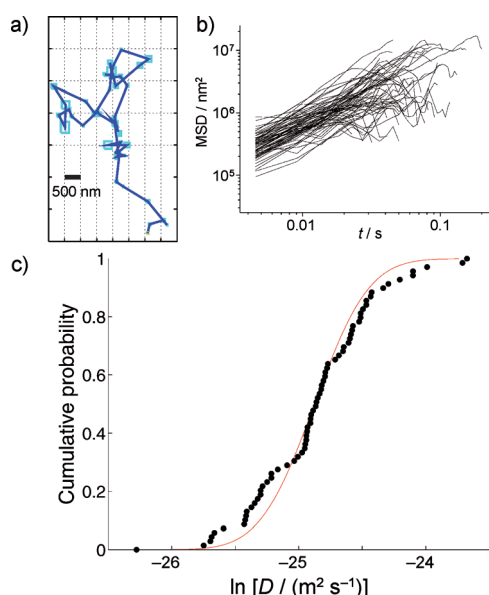 a)
500 nm
b)
MSD / nm²
10⁷
10⁶
10⁵
0.01
0.1
t / s
c)
Cumulative probability
1
0.8
0.6
0.4
0.2
0
–26
–25
–24
ln [D / (m² s⁻¹)]